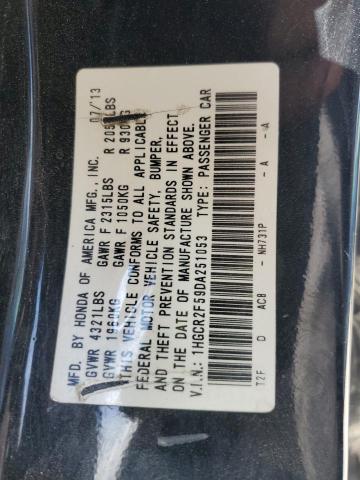 MFD. BY HONDA OF AMERICA MFG., INC. 07/13
GVWR 4321LBS GAWR F 2315LBS R
GVWR GAWR F 1050KG R
THIS VEHICLE CONFORMS TO ALL APPLICABLE
FEDERAL MOTOR VEHICLE SAFETY, BUMPER,
AND THEFT PREVENTION STANDARDS IN EFFECT
ON THE DATE OF MANUFACTURE SHOWN ABOVE.
V.I.N.: 1HGCR2F59DA251053 TYPE: PASSENGER CAR
T2F D AC8 NH731P - A - -A